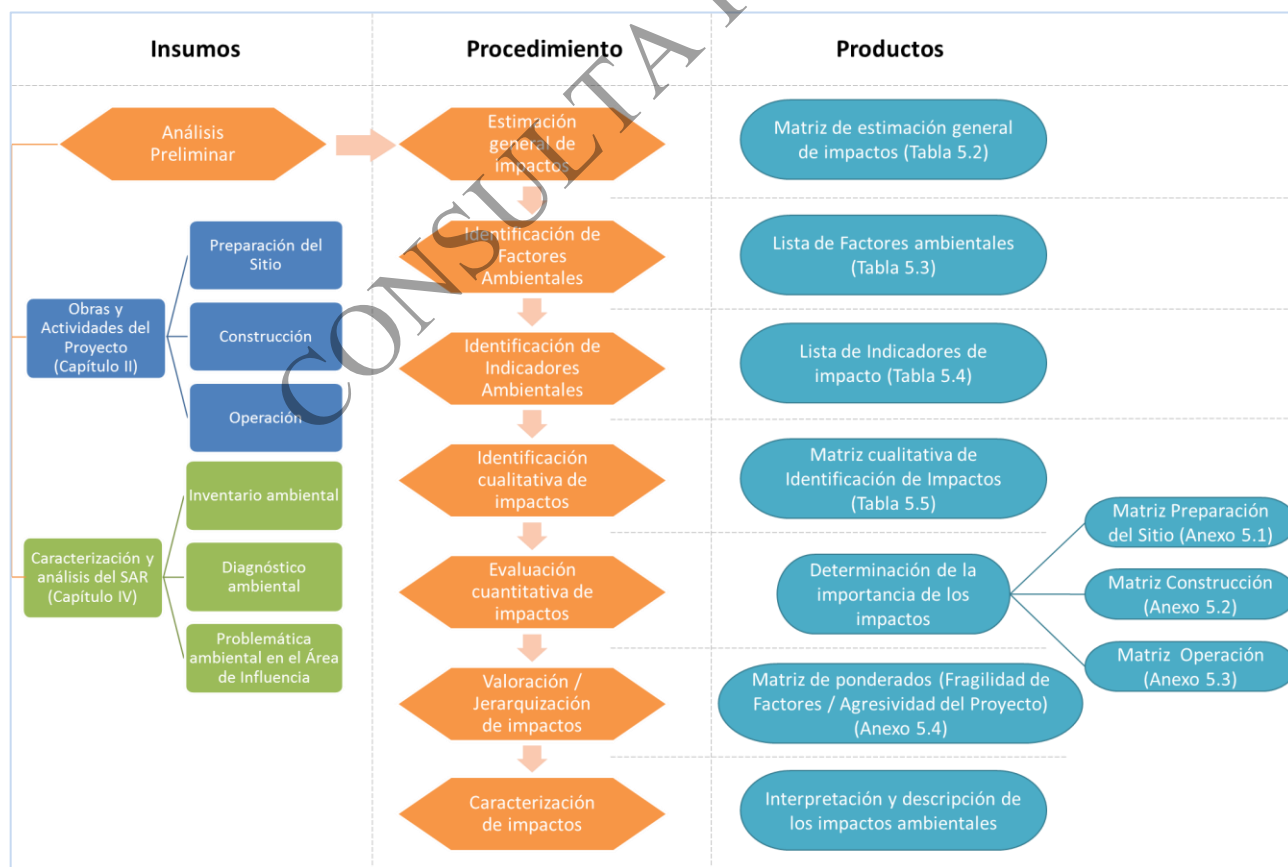 Insumos
Procedimiento
Productos
Análisis
Preliminar
Estimación
general de
impactos
Matriz de estimación general
de impactos (Tabla 5.2)
Preparación del
Sitio
Obras y
Actividades del
Proyecto
(Capítulo II)
Construcción
Operación
Identificación de
Factores
Ambientales
Lista de Factores ambientales
(Tabla 5.3)
Identificación de
Indicadores
Ambientales
Lista de Indicadores de
impacto (Tabla 5.4)
Inventario ambiental
Caracterización y
análisis del SAR
(Capítulo IV)
Diagnóstico
ambiental
Problemática
ambiental en el Área
de Influencia
Identificación
cualitativa de
impactos
Matriz cualitativa de
Identificación de Impactos
(Tabla 5.5)
Evaluación
cuantitativa de
impactos
Determinación de la
importancia de los
impactos
Matriz Preparación
del Sitio (Anexo 5.1)
Matriz Construcción
(Anexo 5.2)
Matriz Operación
(Anexo 5.3)
Valoración /
Jerarquización
de impactos
Matriz de ponderados (Fragilidad de
Factores / Agresividad del Proyecto)
(Anexo 5.4)
Caracterización
de impactos
Interpretación y descripción de
los impactos ambientales
CONSULTA